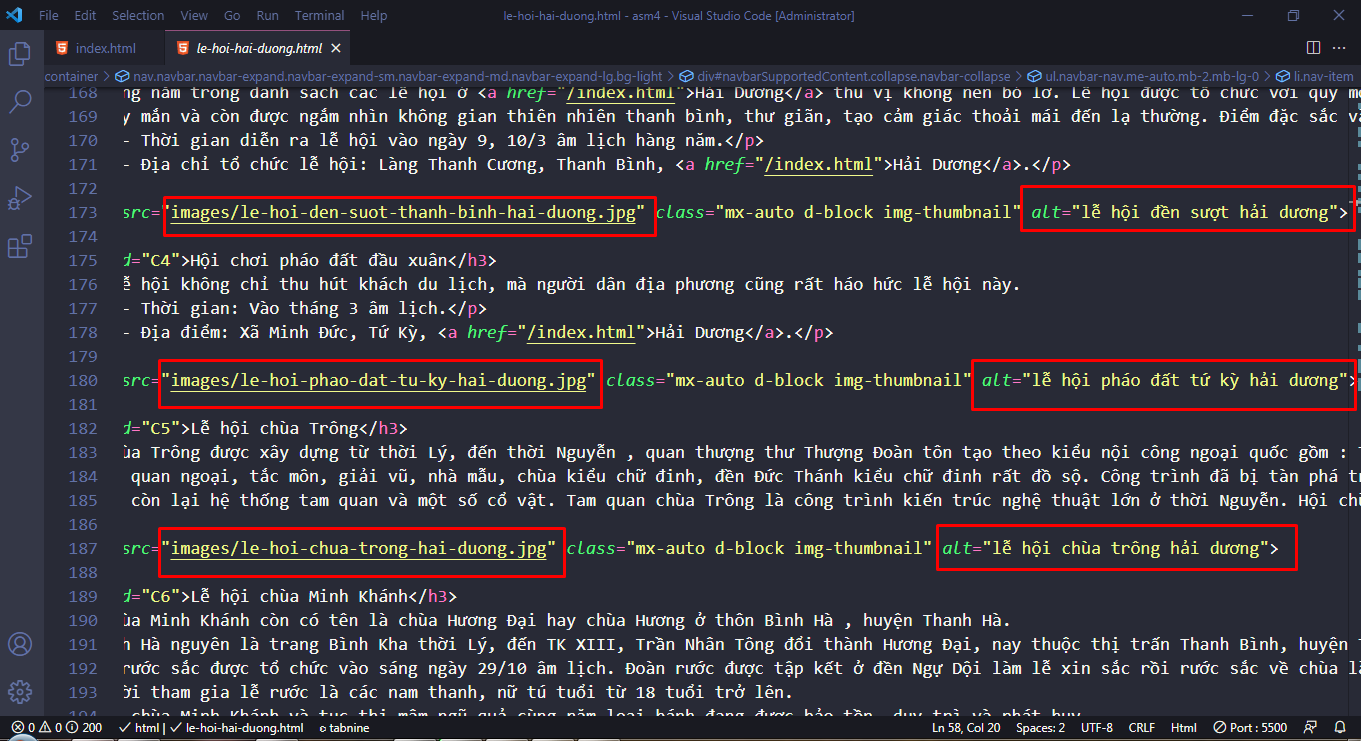 File Edit Selection View Go Run Terminal Help le-hoi-hai-duong.html - asm4 - Visual Studio Code [Administrator]
index.html le-hoi-hai-duong.html
container > nav.navbar.navbar-expand.navbar-expand-sm.navbar-expand-md.navbar-expand-lg.bg-light > div#navbarSupportedContent.collapse.navbar-collapse > ul.navbar-nav.me-auto.mb-2.mb-lg-0 > li.nav-item
168 ng năm trong danh sách các lễ hội ở <a href="/index.html">Hải Dương</a> thú vị không nên bỏ lỡ. Lễ hội được tổ chức với quy mô
169 y mắn và còn được ngắm nhìn không gian thiên nhiên thanh bình, thư giãn, tạo cảm giác thoải mái đến lạ thường. Điểm đặc sắc và
170 - Thời gian diễn ra lễ hội vào ngày 9, 10/3 âm lịch hàng năm.</p>
171 - Địa chỉ tổ chức lễ hội: Làng Thanh Cương, Thanh Bình, <a href="/index.html">Hải Dương</a>.</p>
172
173 src="images/le-hoi-den-suot-thanh-binh-hai-duong.jpg" class="mx-auto d-block img-thumbnail" alt="lễ hội đền sượt hải dương">
174
175 d="C4">Hội chơi pháo đất đầu xuân</h3>
176 ễ hội không chỉ thu hút khách du lịch, mà người dân địa phương cũng rất háo hức lễ hội này.
177 - Thời gian: Vào tháng 3 âm lịch.</p>
178 - Địa điểm: Xã Minh Đức, Tứ Kỳ, <a href="/index.html">Hải Dương</a>.</p>
179
180 src="images/le-hoi-phao-dat-tu-ky-hai-duong.jpg" class="mx-auto d-block img-thumbnail" alt="lễ hội pháo đất tứ kỳ hải dương">
181
182 d="C5">Lễ hội chùa Trông</h3>
183 ùa Trông được xây dựng từ thời Lý, đến thời Nguyễn , quan thượng thư Thượng Đoàn tôn tạo theo kiểu nội công ngoại quốc gồm :
184 quan ngoại, tắc môn, giải vũ, nhà mẫu, chùa kiểu chữ đinh, đền Đức Thánh kiểu chữ đinh rất đồ sộ. Công trình đã bị tàn phá
185 còn lại hệ thống tam quan và một số cổ vật. Tam quan chùa Trông là công trình kiến trúc nghệ thuật lớn ở thời Nguyễn. Hội
186
187 src="images/le-hoi-chua-trong-hai-duong.jpg" class="mx-auto d-block img-thumbnail" alt="lễ hội chùa trông hải dương">
188
189 d="C6">Lễ hội chùa Minh Khánh</h3>
190 ùa Minh Khánh còn có tên là chùa Hương Đại hay chùa Hương ở thôn Bình Hà , huyện Thanh Hà.
191 h Hà nguyên là trang Bình Kha thời Lý, đến TK XIII, Trần Nhân Tông đổi thành Hương Đại, nay thuộc thị trấn Thanh Bình, huyện
192 rước sắc được tổ chức vào sáng ngày 29/10 âm lịch. Đoàn rước được tập kết ở đền Ngự Dội làm lễ xin sắc rồi rước sắc về chùa
193 ời tham gia lễ rước là các nam thanh, nữ tú tuổi từ 18 tuổi trở lên.
0 0 200 html | le-hoi-hai-duong.html tabnine Ln 58, Col 20 Spaces: 2 UTF-8 CRLF Html Port : 5500